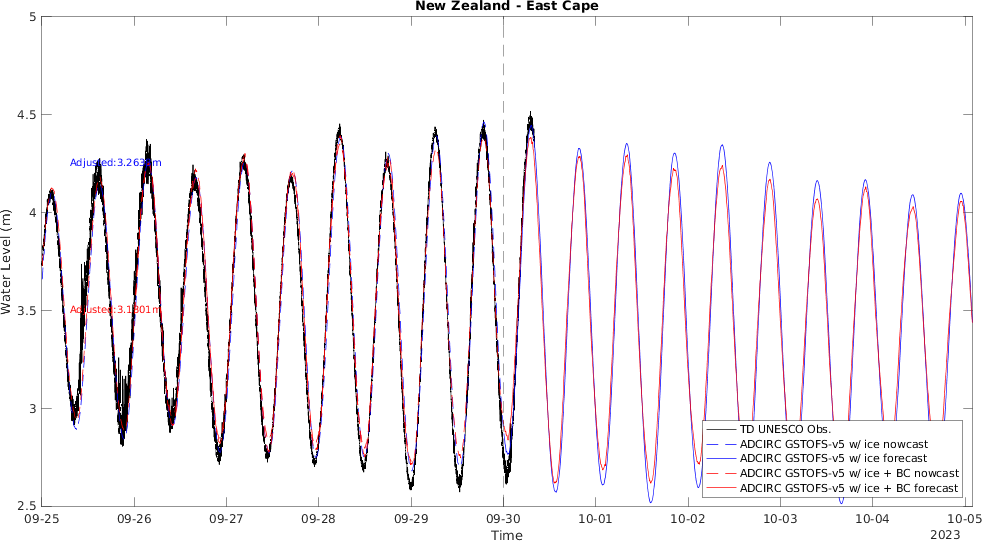 New Zealand - East Cape
5
4.5
4
3.5
3
2.5
Water Level (m)
Adjusted:3.263 m
Adjusted:3.1801m
TD UNESCO Obs.
ADCIRC GSTOFS-v5 w/ ice nowcast
ADCIRC GSTOFS-v5 w/ ice forecast
ADCIRC GSTOFS-v5 w/ ice + BC nowcast
ADCIRC GSTOFS-v5 w/ ice + BC forecast
09-25 09-26 09-27 09-28 09-29 09-30 10-01 10-02 10-03 10-04 10-05
Time
2023